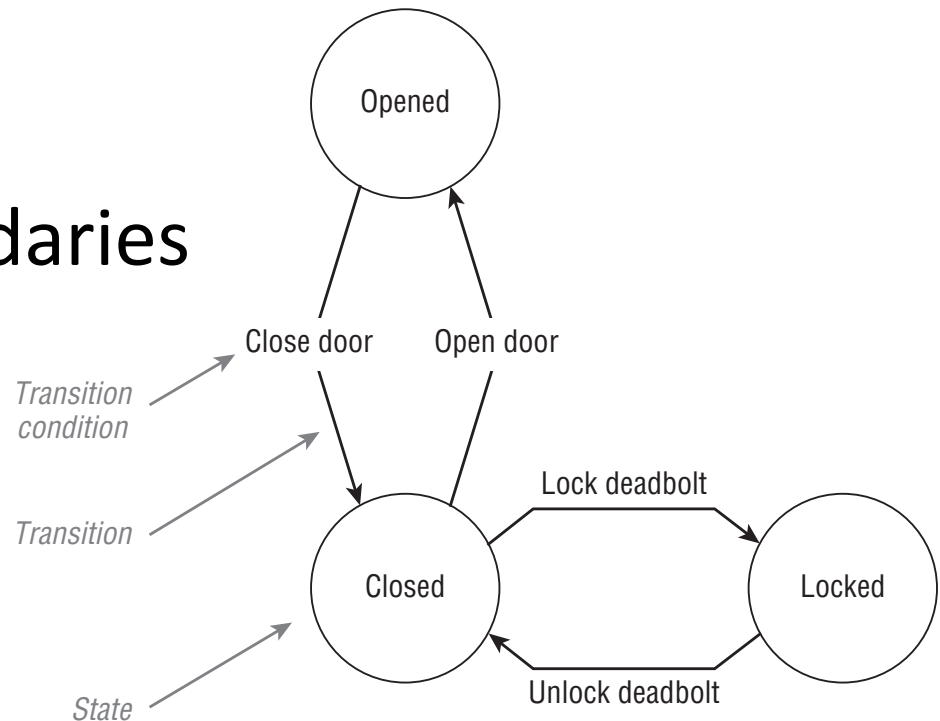 Opened
daries
Close door
Open door
Transition
condition
Lock deadbolt
Transition
Closed
Locked
Unlock deadbolt
State